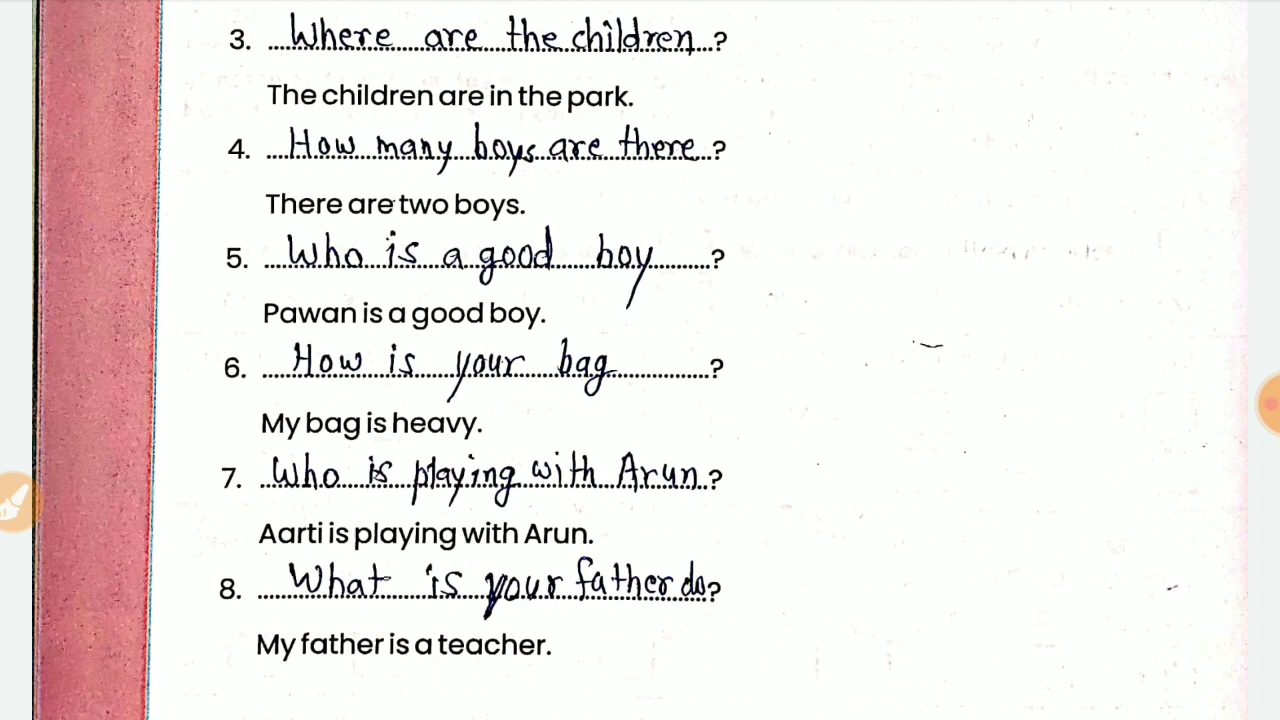 3. Where are the children?
The children are in the park.
4. How many boys are there?
There are two boys.
5. Who is a good boy?
Pawan is a good boy.
6. How is your bag?
My bag is heavy.
7. Who is playing with Arun?
Aarti is playing with Arun.
8. What is your father do?
My father is a teacher.